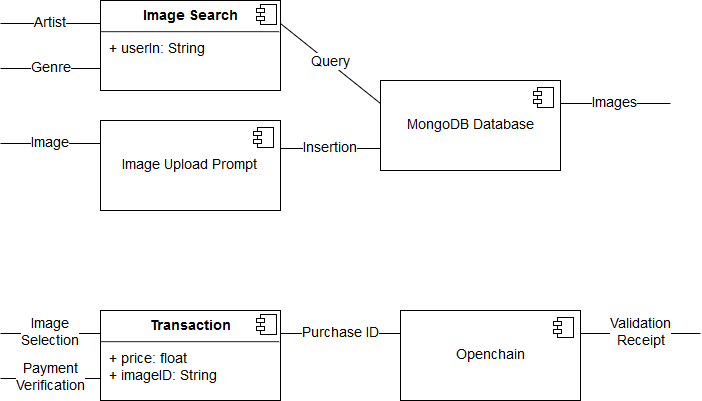 Artist
Image Search
+ userIn: String
Genre
Query
Images
MongoDB Database
Image
Image Upload Prompt
Insertion
Image
Selection
Transaction
+ price: float
+ imageID: String
Payment
Verification
Purchase ID
Openchain
Validation
Receipt